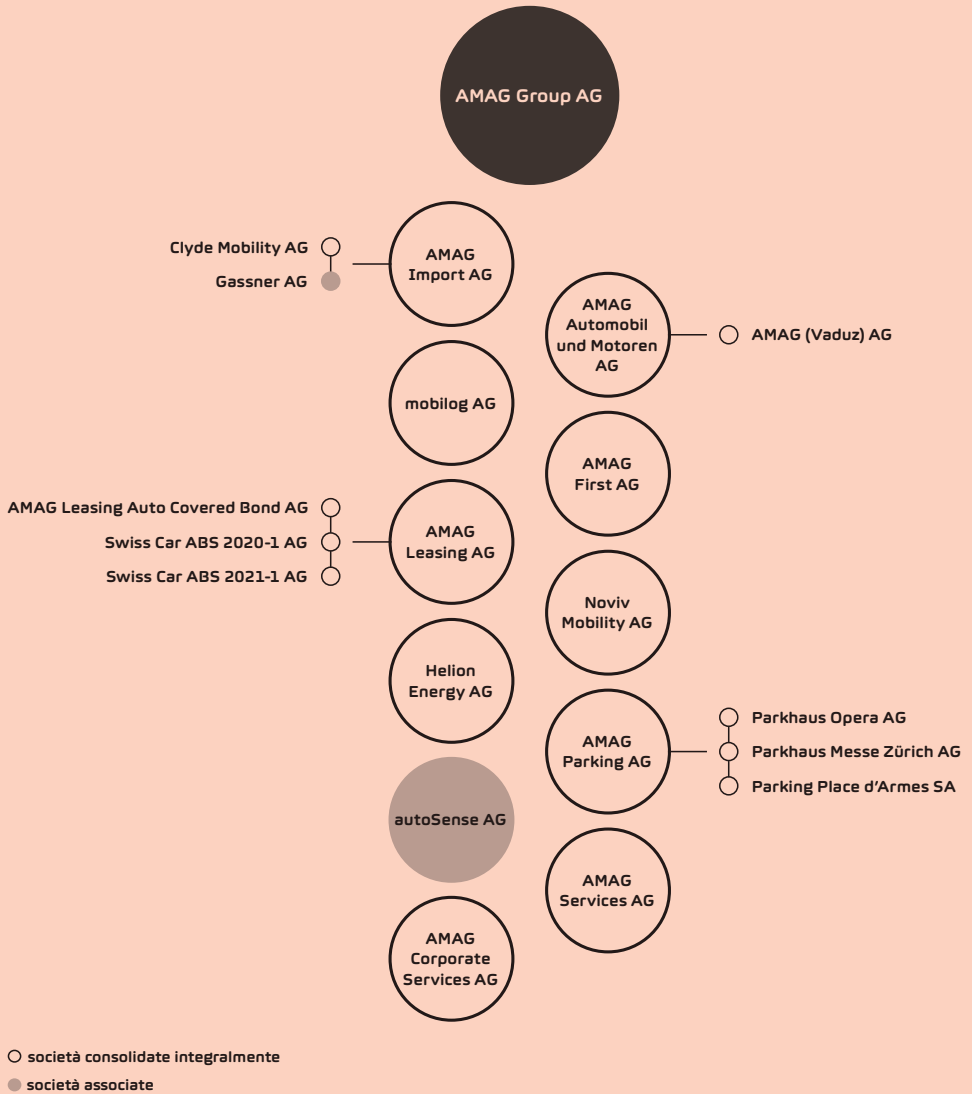 AMAG Group AG
Clyde Mobility AG
Gassner AG
AMAG
Import AG
AMAG
Automobil
und Motoren
AG
AMAG (Vaduz) AG
mobilog AG
AMAG
First AG
AMAG Leasing Auto Covered Bond AG
Swiss Car ABS 2020-1 AG
Swiss Car ABS 2021-1 AG
AMAG
Leasing AG
Noviv
Mobility AG
Helion
Energy AG
AMAG
Parking AG
Parkhaus Opera AG
Parkhaus Messe Zürich AG
Parking Place d’Armes SA
autoSense AG
AMAG
Services AG
AMAG
Corporate
Services AG
società consolidate integralmente
società associate